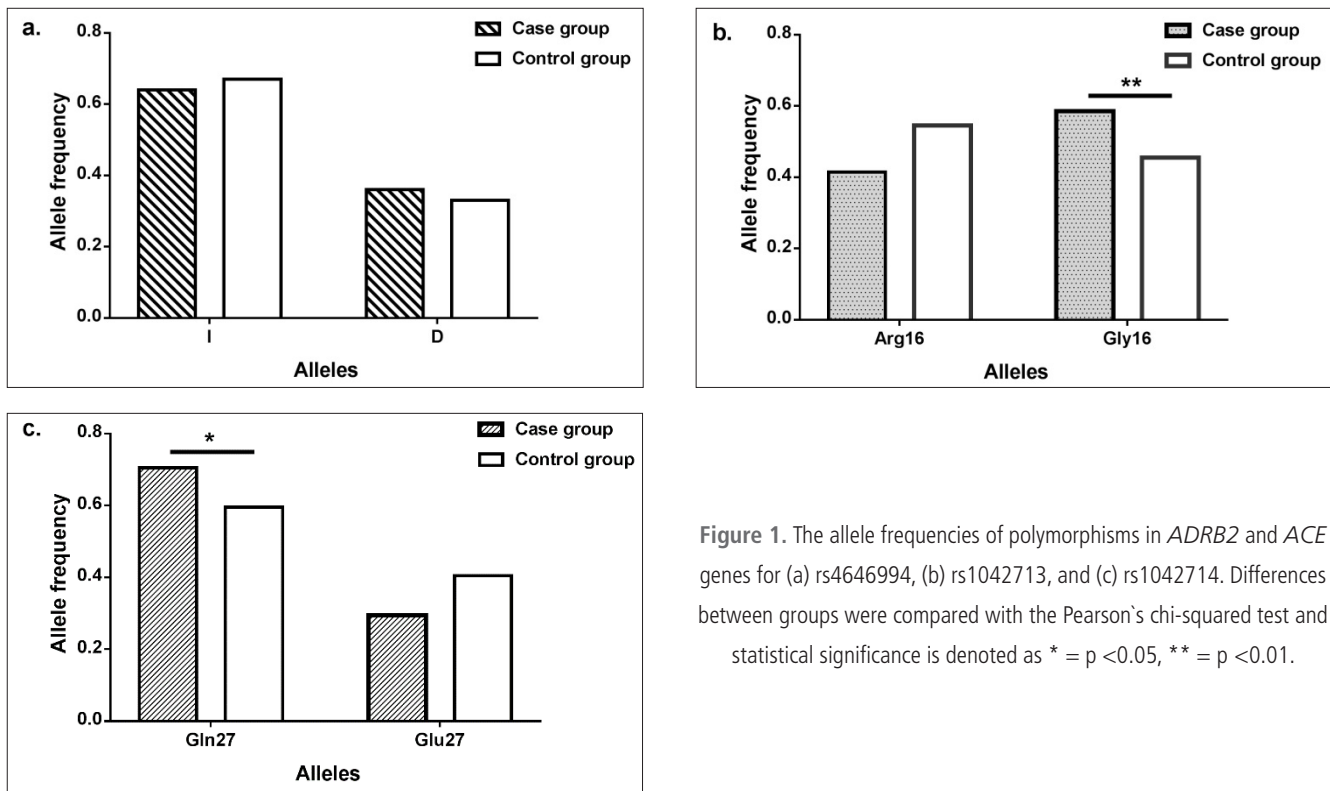 a.
Case group
Control group
0.8
0.6
0.4
0.2
0.0
Allele frequency
I D
Alleles
b.
Case group
Control group
**
0.8
0.6
0.4
0.2
0.0
Allele frequency
Arg16 Gly16
Alleles
c.
Case group
Control group
*
0.8
0.6
0.4
0.2
0.0
Allele frequency
Gln27 Glu27
Alleles
Figure 1. The allele frequencies of polymorphisms in ADRB2 and ACE
genes for (a) rs4646994, (b) rs1042713, and (c) rs1042714. Differences
between groups were compared with the Pearson`s chi-squared test and
statistical significance is denoted as * = p <0.05, ** = p <0.01.